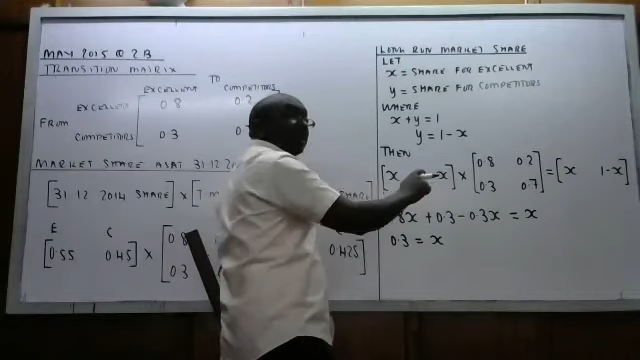 MAY 2015 Q 2B
TRANSITION MATRIX
TO
EXCELLENT COMPETITORS
EXCELLENT 0.8 0.2
FROM
COMPETITORS 0.3 0.
MARKET SHARE AS AT 31 12
[31 12 2014 SHARE] × [T.M SHARE]
E C
[0.55 0.45] × [0.8
0.3 0.425]
LONG RUN MARKET SHARE
LET
x = SHARE FOR EXCELLENT
y = SHARE FOR COMPETITORS
WHERE
x + y = 1
y = 1 - x
THEN
[x -x] × [0.8 0.2 = [x 1-x]
0.3 0.7]
8x + 0.3 - 0.3x = x
0.3 = x